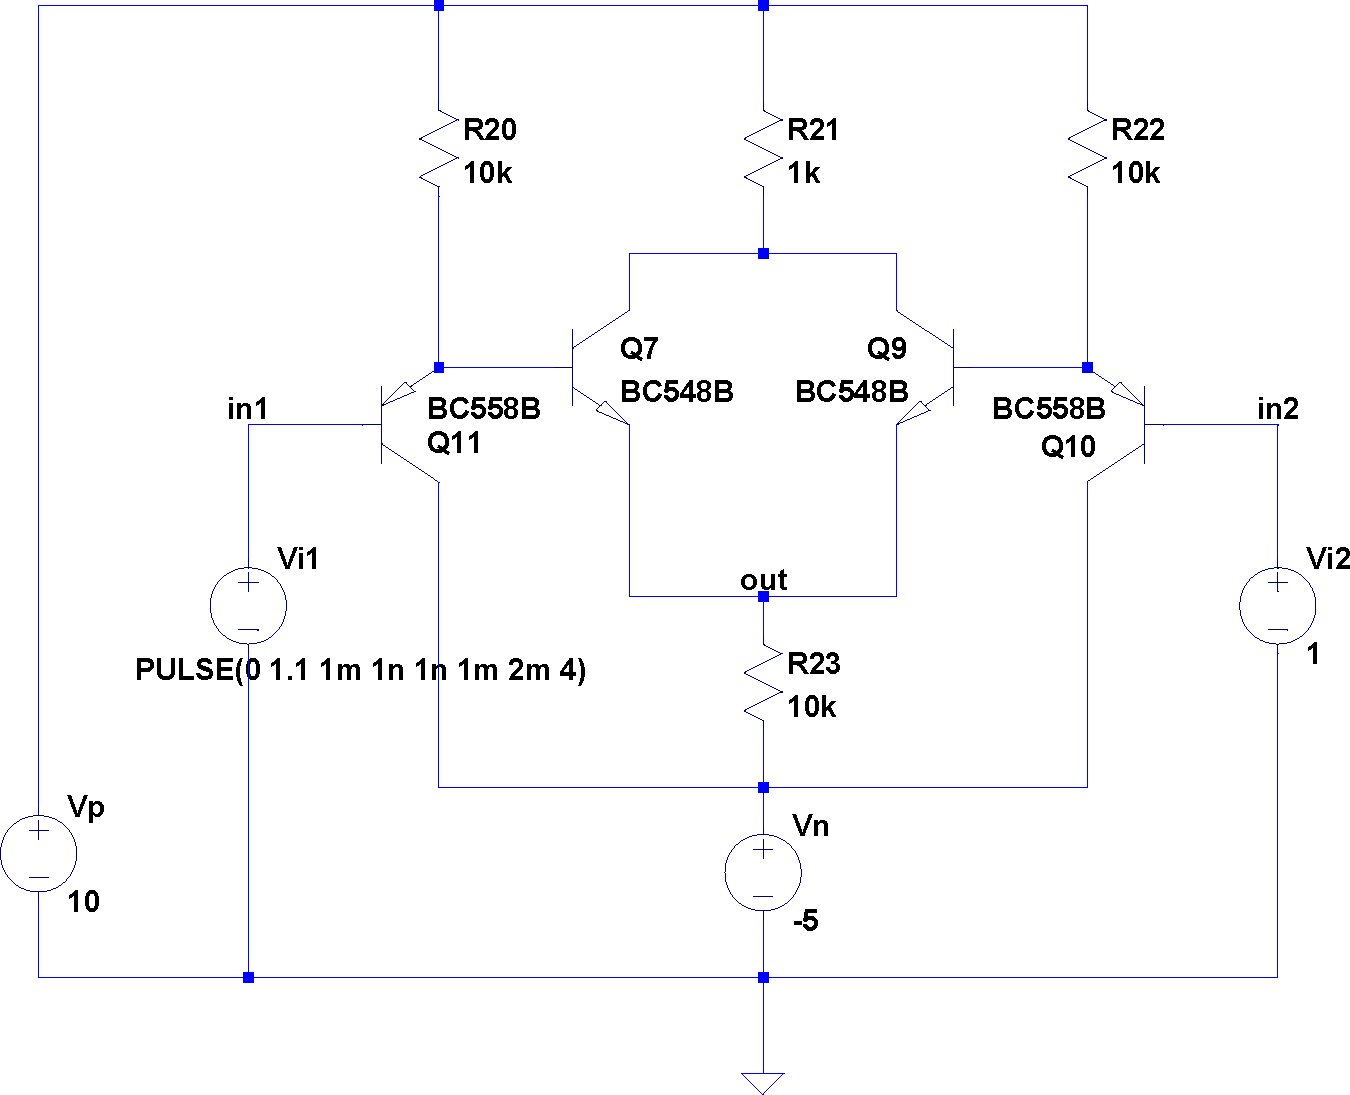 R20
10k
R21
1k
R22
10k
Q7
BC548B
Q9
BC548B
in1
BC558B
Q11
BC558B
Q10
in2
Vi1
PULSE(0 1.1 1m 1n 1n 1m 2m 4)
out
R23
10k
Vi2
1
Vp
10
Vn
-5